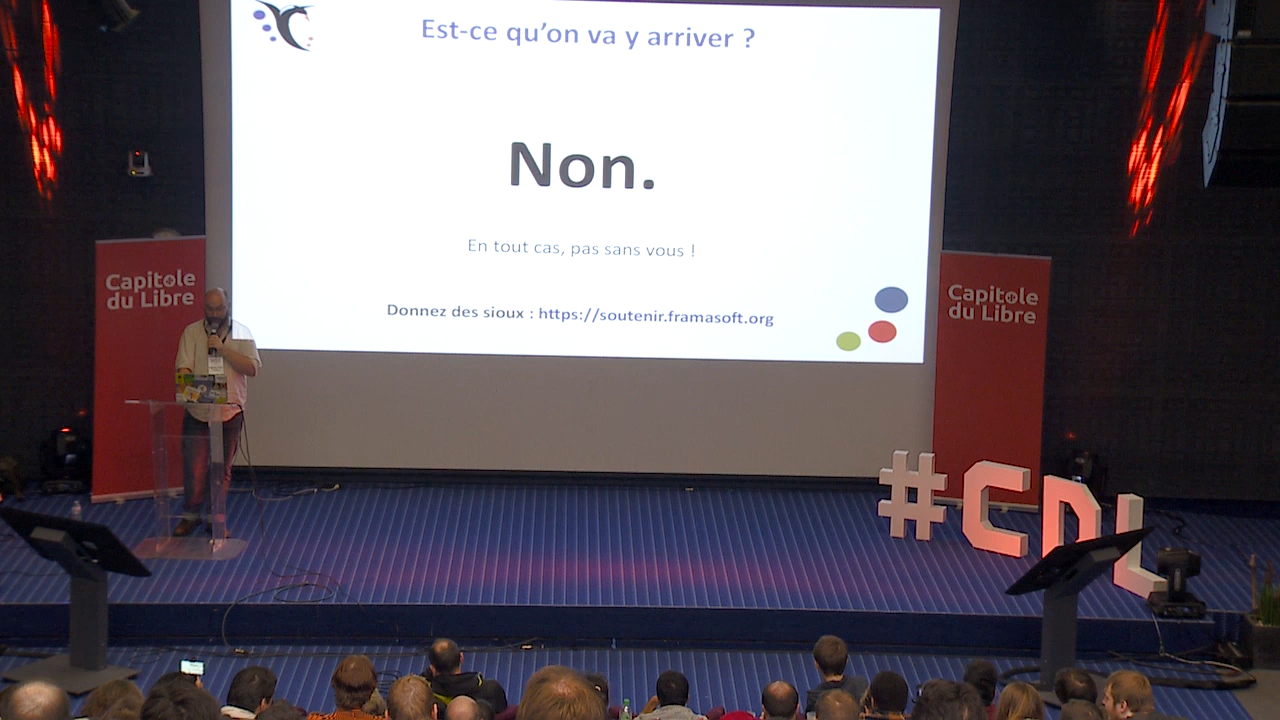 Est-ce qu'on va y arriver ?
Non.
En tout cas, pas sans vous !
Donnez des sioux : https://soutenir.framasoft.org
Capitole
du Libre
Capitole
du Libre
#CDL